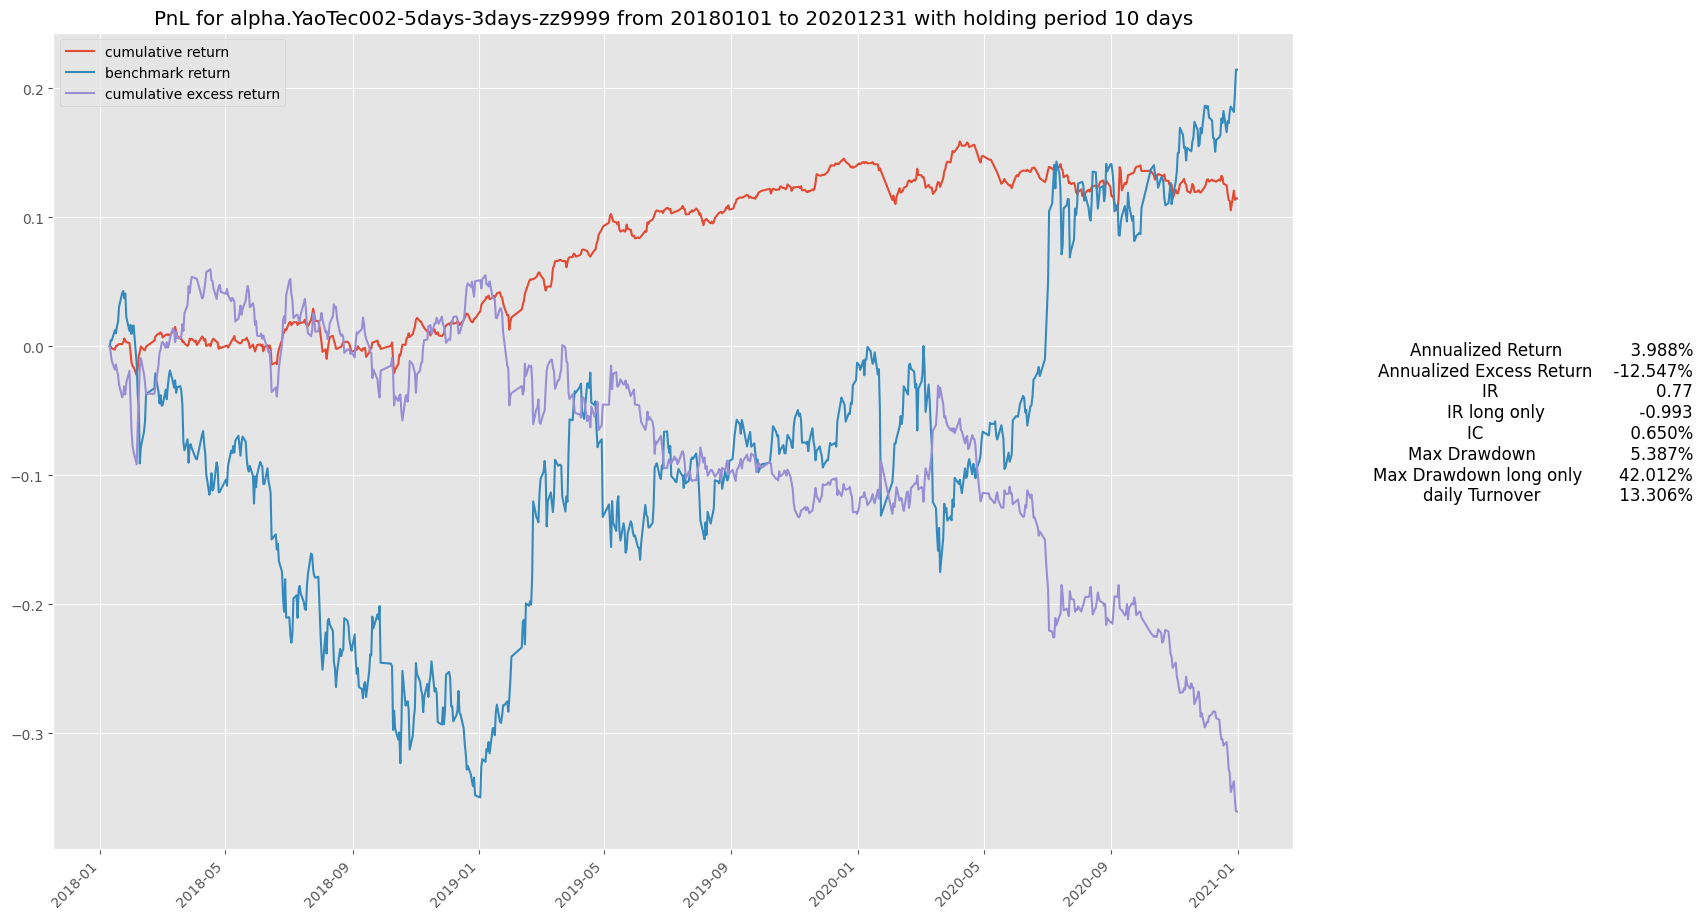 PnL for alpha.YaoTec002-5days-3days-zz9999 from 20180101 to 20201231 with holding period 10 days
cumulative return
benchmark return
cumulative excess return
0.2
0.1
0.0
−0.1
−0.2
−0.3
2018-01
2018-05
2018-09
2019-01
2019-05
2019-09
2020-01
2020-05
2020-09
2021-01
Annualized Return 3.988%
Annualized Excess Return -12.547%
IR 0.77
IR long only -0.993
IC 0.650%
Max Drawdown 5.387%
Max Drawdown long only 42.012%
daily Turnover 13.306%